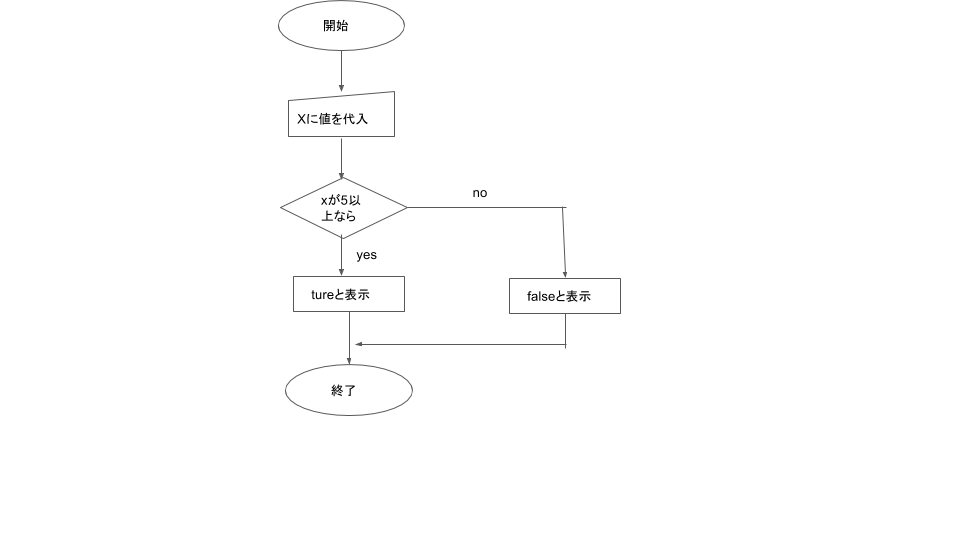 開始
Xに値を代入
xが5以
上なら
no
yes
tureと表示
falseと表示
終了